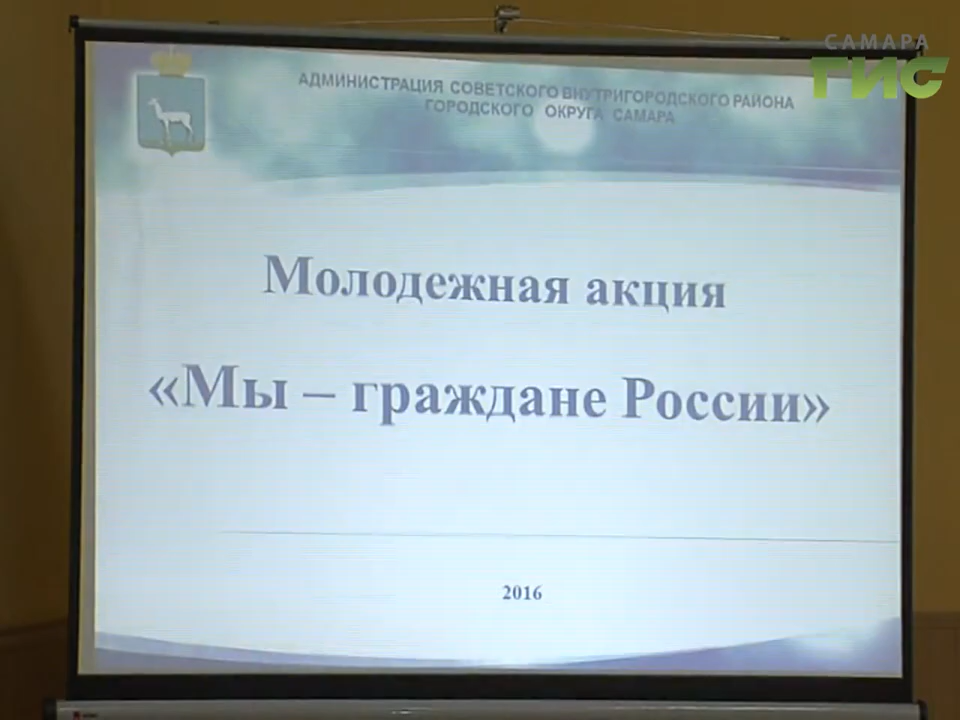 САМАРА
ГИС
АДМИНИСТРАЦИЯ СОВЕТСКОГО ВНУТРИГОРОДСКОГО РАЙОНА
ГОРОДСКОГО ОКРУГА САМАРА
Молодежная акция
«Мы – граждане России»
2016